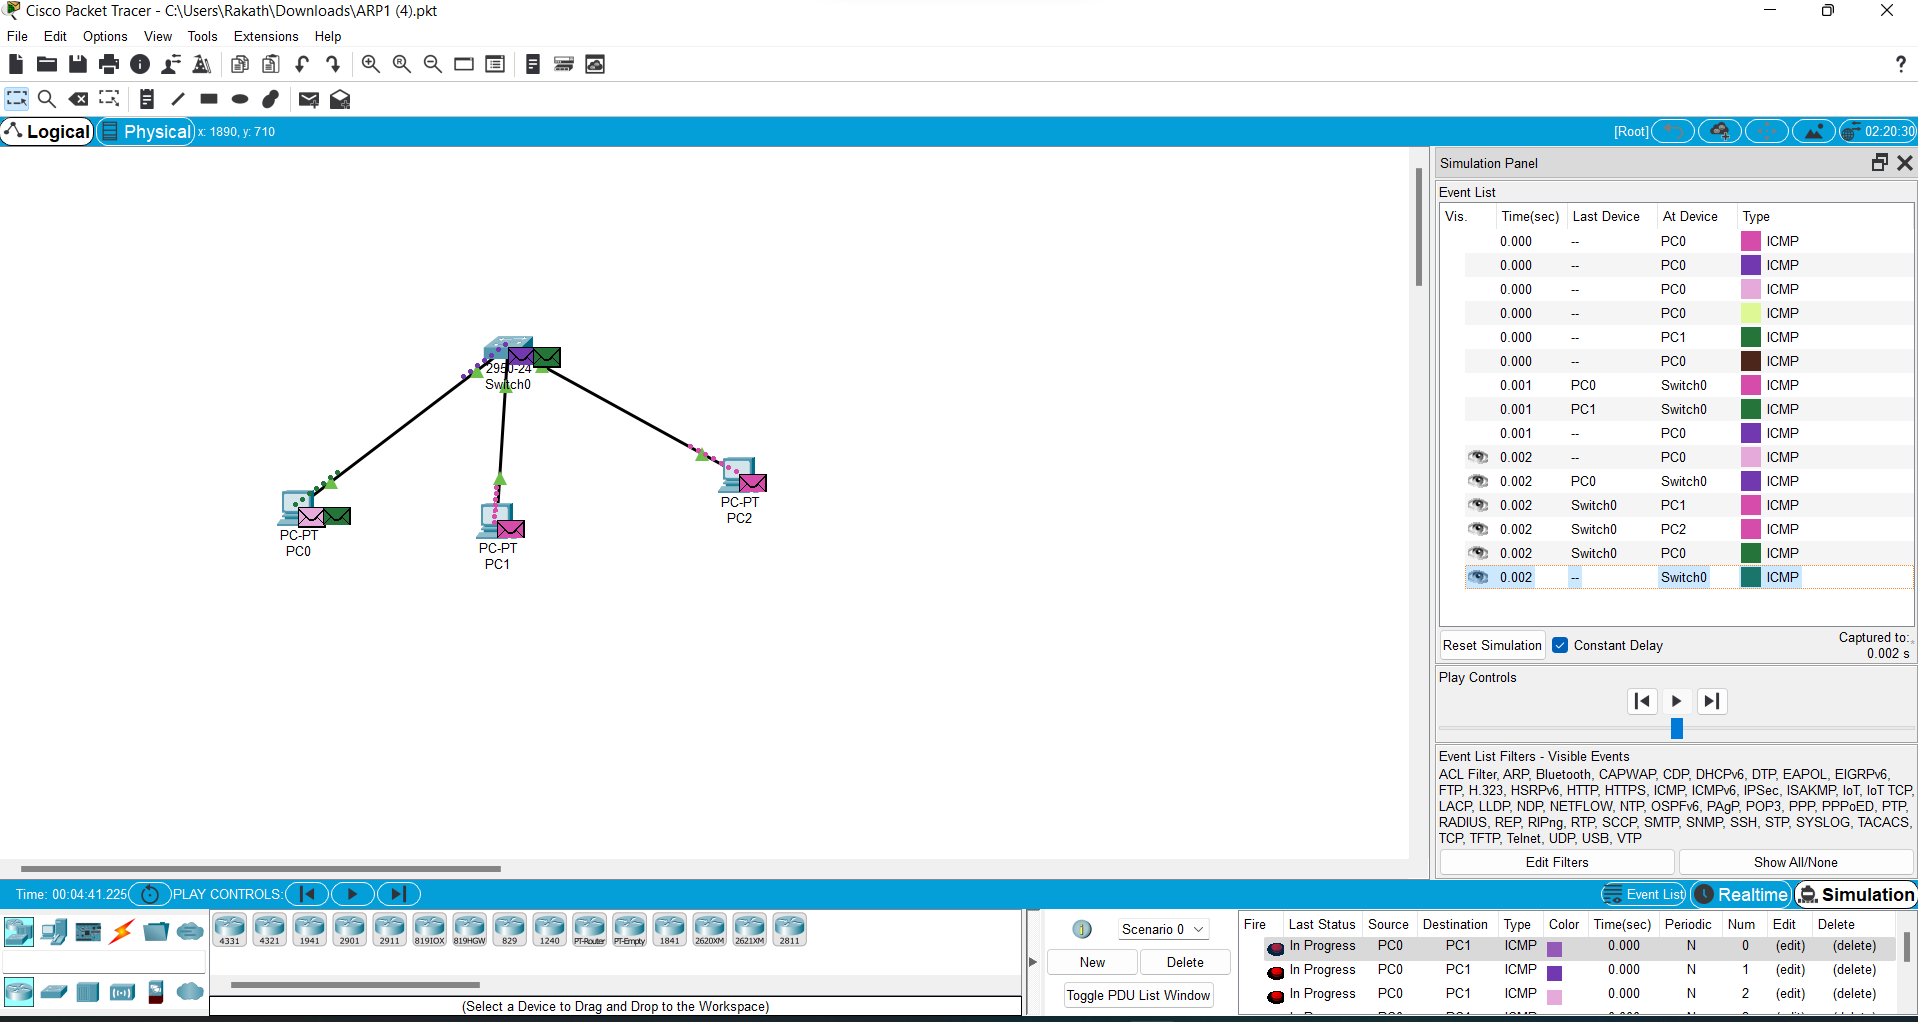 Cisco Packet Tracer - C:\Users\Rakath\Downloads\ARP1 (4).pkt
File Edit Options View Tools Extensions Help
Logical Physical x: 1890, y: 710 [Root] 02:20:30
2950-24
Switch0
PC-PT
PC0
PC-PT
PC1
PC-PT
PC2
Simulation Panel
Event List
Vis. Time(sec) Last Device At Device Type
0.000 -- PC0 ICMP
0.000 -- PC0 ICMP
0.000 -- PC0 ICMP
0.000 -- PC0 ICMP
0.000 -- PC1 ICMP
0.000 -- PC0 ICMP
0.001 PC0 Switch0 ICMP
0.001 PC1 Switch0 ICMP
0.001 -- PC0 ICMP
0.002 -- PC0 ICMP
0.002 PC0 Switch0 ICMP
0.002 Switch0 PC1 ICMP
0.002 Switch0 PC2 ICMP
0.002 Switch0 PC0 ICMP
0.002 -- Switch0 ICMP
Reset Simulation Constant Delay Captured to:
0.002 s
Play Controls
Event List Filters - Visible Events
ACL Filter, ARP, Bluetooth, CAPWAP, CDP, DHCPv6, DTP, EAPOL, EIGRPv6,
FTP, H.323, HSRPv6, HTTP, HTTPS, ICMP, ICMPv6, IPSec, ISAKMP, IoT, IoT TCP,
LACP, LLDP, NDP, NETFLOW, NTP, OSPFv6, PAgP, POP3, PPP, PPPoED, PTP,
RADIUS, REP, RIPng, RTP, SCCP, SMTP, SNMP, SSH, STP, SYSLOG, TACACS,
TCP, TFTP, Telnet, UDP, USB, VTP
Edit Filters Show All/None
Time: 00:04:41.225 PLAY CONTROLS: Event List Realtime Simulation
4331 4321 1941 2901 2911 819IOX 819HGW 829 1240 PT-Router PT-Empty 1841 2620XM 2621XM 2811
(Select a Device to Drag and Drop to the Workspace)
Scenario 0
New Delete
Toggle PDU List Window
Fire Last Status Source Destination Type Color Time(sec) Periodic Num Edit Delete
In Progress PC0 PC1 ICMP 0.000 N 0 (edit) (delete)
In Progress PC0 PC1 ICMP 0.000 N 1 (edit) (delete)
In Progress PC0 PC1 ICMP 0.000 N 2 (edit) (delete)